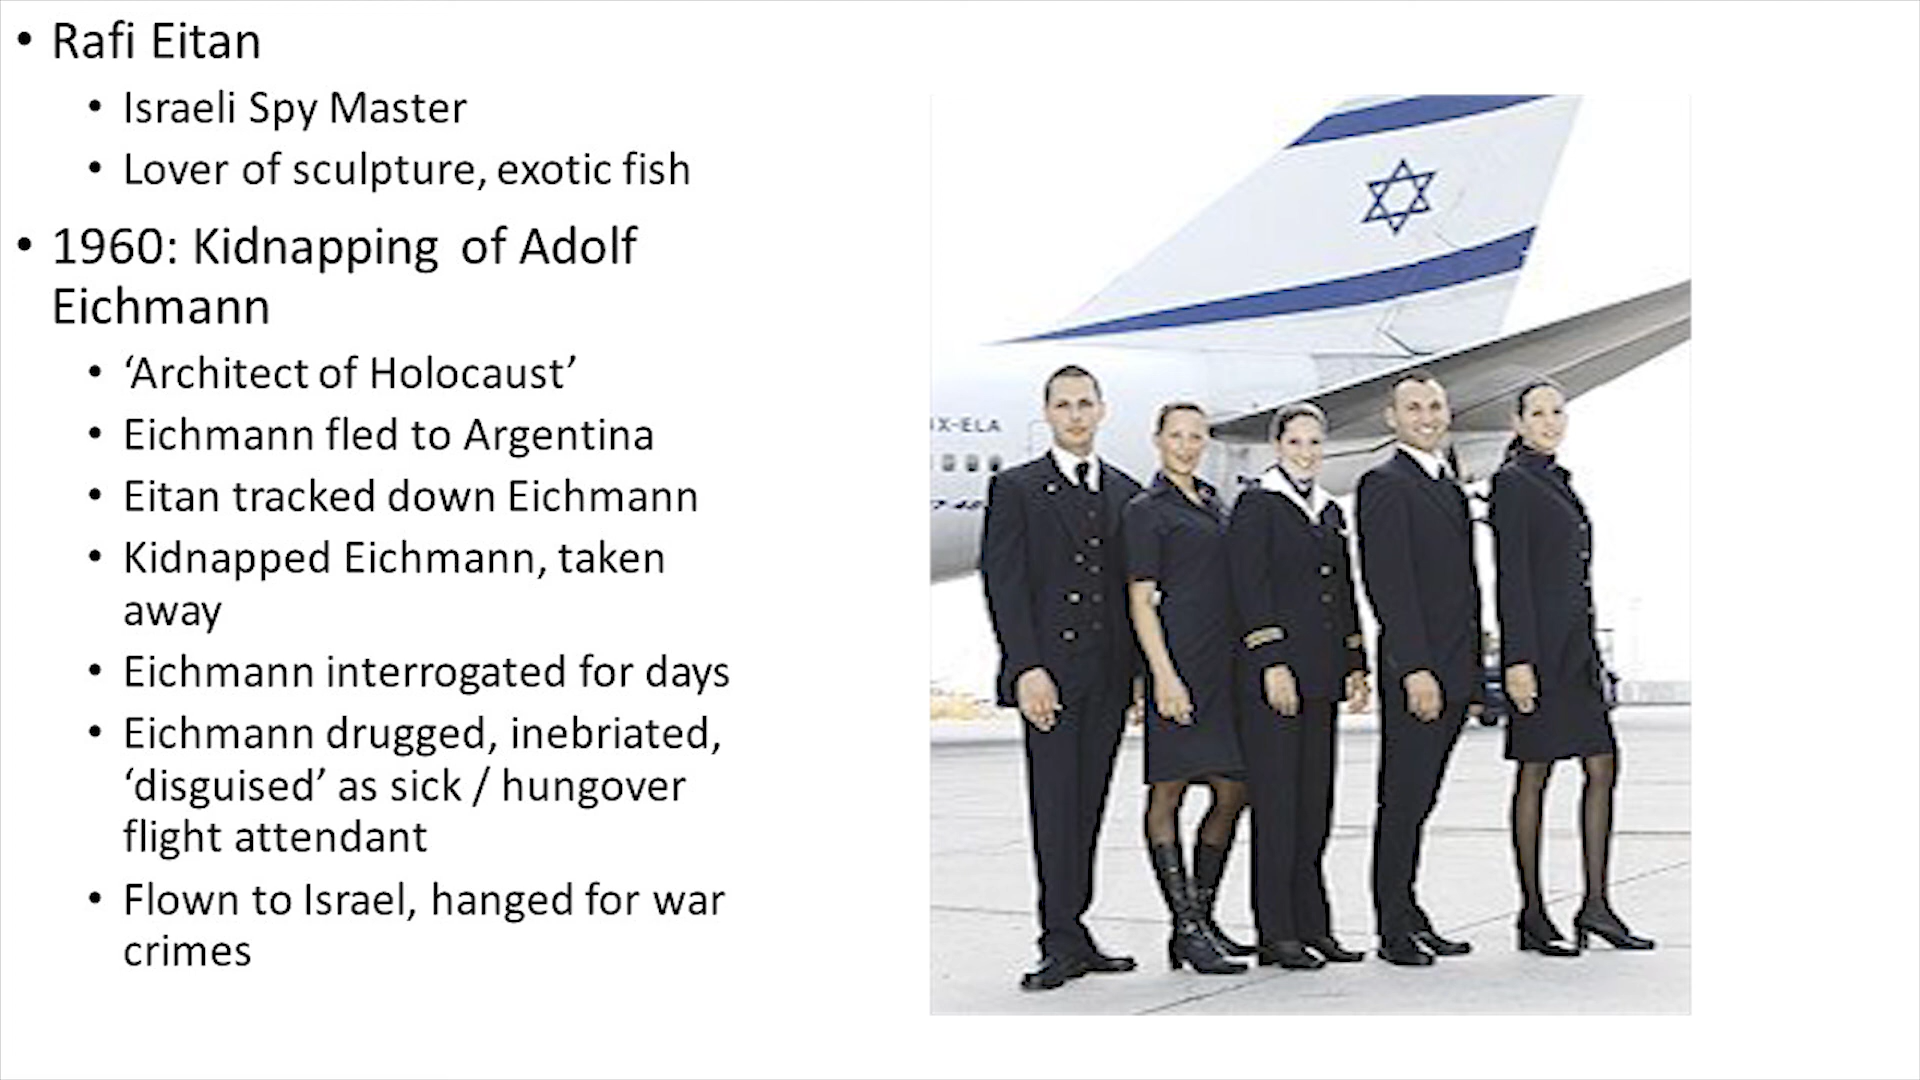 • Rafi Eitan
• Israeli Spy Master
• Lover of sculpture, exotic fish
• 1960: Kidnapping of Adolf
Eichmann
• ‘Architect of Holocaust’
• Eichmann fled to Argentina
• Eitan tracked down Eichmann
• Kidnapped Eichmann, taken
away
• Eichmann interrogated for days
• Eichmann drugged, inebriated,
‘disguised’ as sick / hungover
flight attendant
• Flown to Israel, hanged for war
crimes
X-ELA